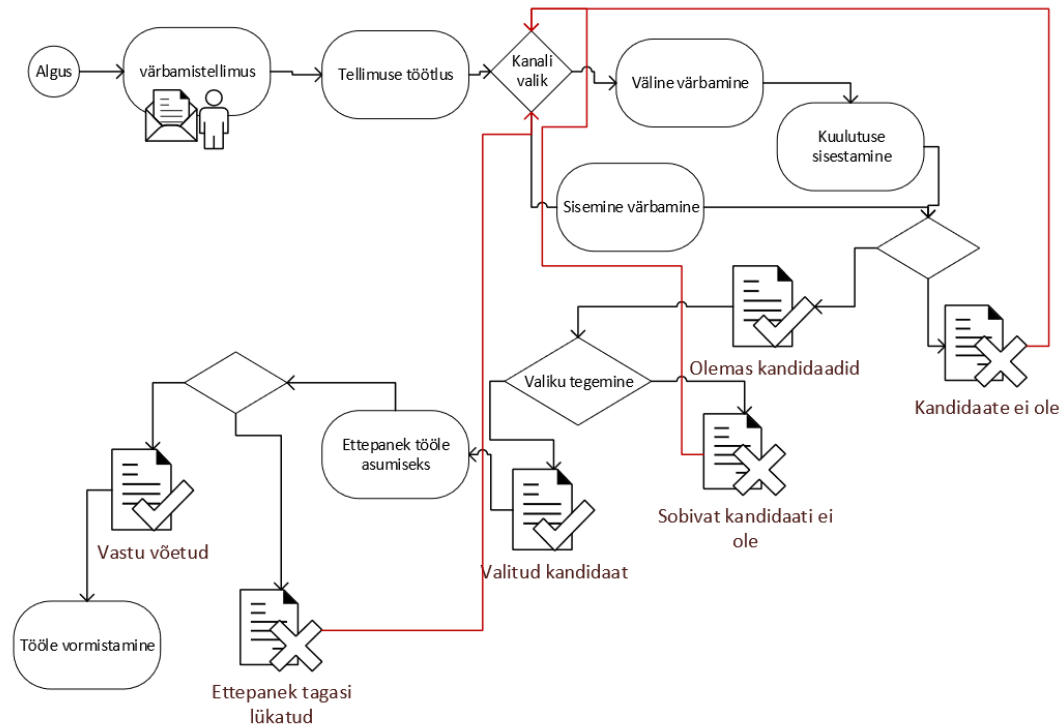 Algus
värbamistellimus
Tellimuse töötlus
Kanali
valik
Väline värbamine
Kuulutuse
sisestamine
Sisemine värbamine
Olemas kandidaadid
Kandidaate ei ole
Valiku tegemine
Ettepanek tööle
asumiseks
Sobivat kandidaati ei
ole
Valitud kandidaat
Vastu võetud
Tööle vormistamine
Ettepanek tagasi
lükatud